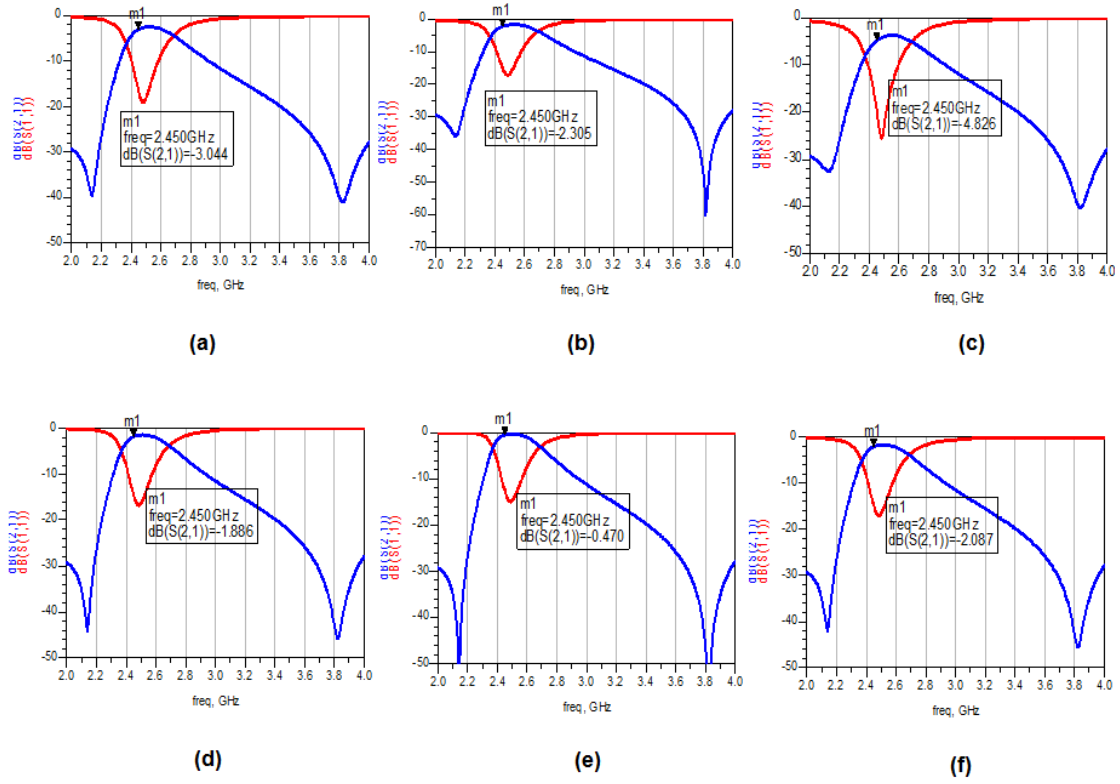 m1
0
-10
-20
-30
-40
-50
dB(S(2,1))
dB(S(1,1))
m1
freq=2.450GHz
dB(S(2,1))=-3.044
2.0 2.2 2.4 2.6 2.8 3.0 3.2 3.4 3.6 3.8 4.0
freq, GHz
(a)
m1
0
-10
-20
-30
-40
-50
-60
-70
dB(S(2,1))
dB(S(1,1))
m1
freq=2.450GHz
dB(S(2,1))=-2.305
2.0 2.2 2.4 2.6 2.8 3.0 3.2 3.4 3.6 3.8 4.0
freq, GHz
(b)
m1
0
-10
-20
-30
-40
-50
dB(S(2,1))
dB(S(1,1))
m1
freq=2.450GHz
dB(S(2,1))=-4.826
2.0 2.2 2.4 2.6 2.8 3.0 3.2 3.4 3.6 3.8 4.0
freq, GHz
(c)
m1
0
-10
-20
-30
-40
-50
dB(S(2,1))
dB(S(1,1))
m1
freq=2.450GHz
dB(S(2,1))=-1.886
2.0 2.2 2.4 2.6 2.8 3.0 3.2 3.4 3.6 3.8 4.0
freq, GHz
(d)
m1
0
-10
-20
-30
-40
-50
dB(S(2,1))
dB(S(1,1))
m1
freq=2.450GHz
dB(S(2,1))=-0.470
2.0 2.2 2.4 2.6 2.8 3.0 3.2 3.4 3.6 3.8 4.0
freq, GHz
(e)
m1
0
-10
-20
-30
-40
-50
dB(S(2,1))
dB(S(1,1))
m1
freq=2.450GHz
dB(S(2,1))=-2.087
2.0 2.2 2.4 2.6 2.8 3.0 3.2 3.4 3.6 3.8 4.0
freq, GHz
(f)